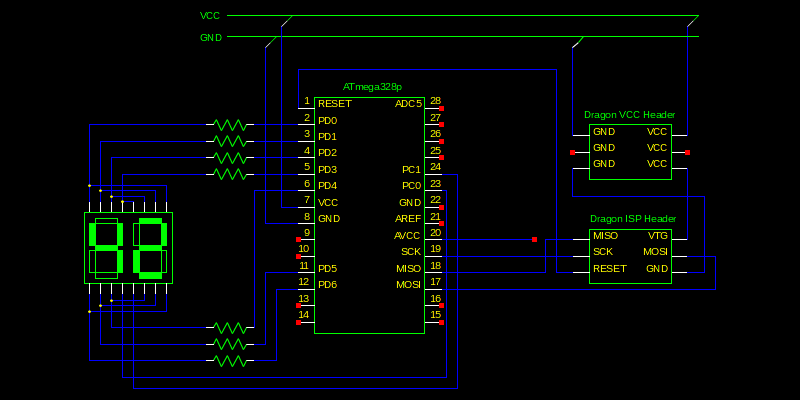 VCC
GND
ATmega328p
1 RESET ADC5 28
2 PD0 27
3 PD1 26
4 PD2 25
5 PD3 PC1 24
6 PD4 PC0 23
7 VCC GND 22
8 GND AREF 21
9 AVCC 20
10 SCK 19
11 PD5 MISO 18
12 PD6 MOSI 17
13 16
14 15
Dragon VCC Header
GND VCC
GND VCC
GND VCC
Dragon ISP Header
MISO VTG
SCK MOSI
RESET GND